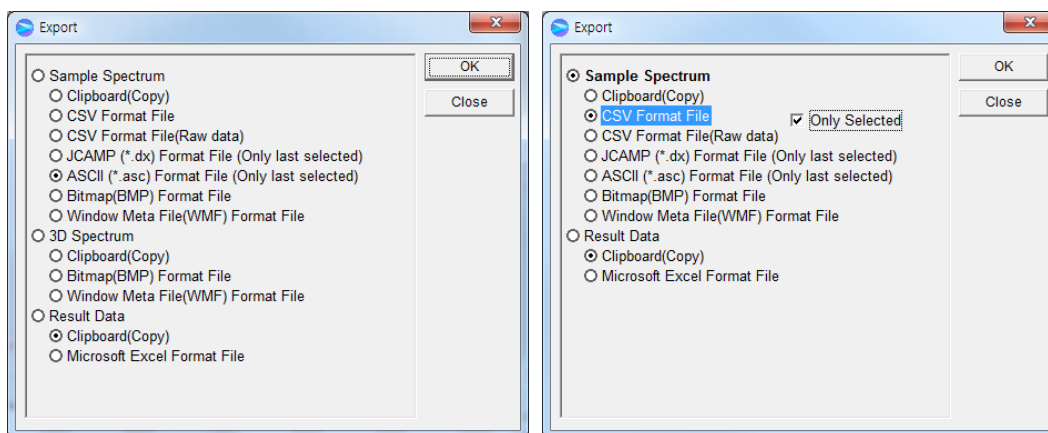 Export
Sample Spectrum
Clipboard(Copy)
CSV Format File
CSV Format File(Raw data)
JCAMP (*.dx) Format File (Only last selected)
ASCII (*.asc) Format File (Only last selected)
Bitmap(BMP) Format File
Window Meta File(WMF) Format File
3D Spectrum
Clipboard(Copy)
Bitmap(BMP) Format File
Window Meta File(WMF) Format File
Result Data
Clipboard(Copy)
Microsoft Excel Format File
OK
Close
Export
Sample Spectrum
Clipboard(Copy)
CSV Format File
Only Selected
CSV Format File(Raw data)
JCAMP (*.dx) Format File (Only last selected)
ASCII (*.asc) Format File (Only last selected)
Bitmap(BMP) Format File
Window Meta File(WMF) Format File
Result Data
Clipboard(Copy)
Microsoft Excel Format File
OK
Close